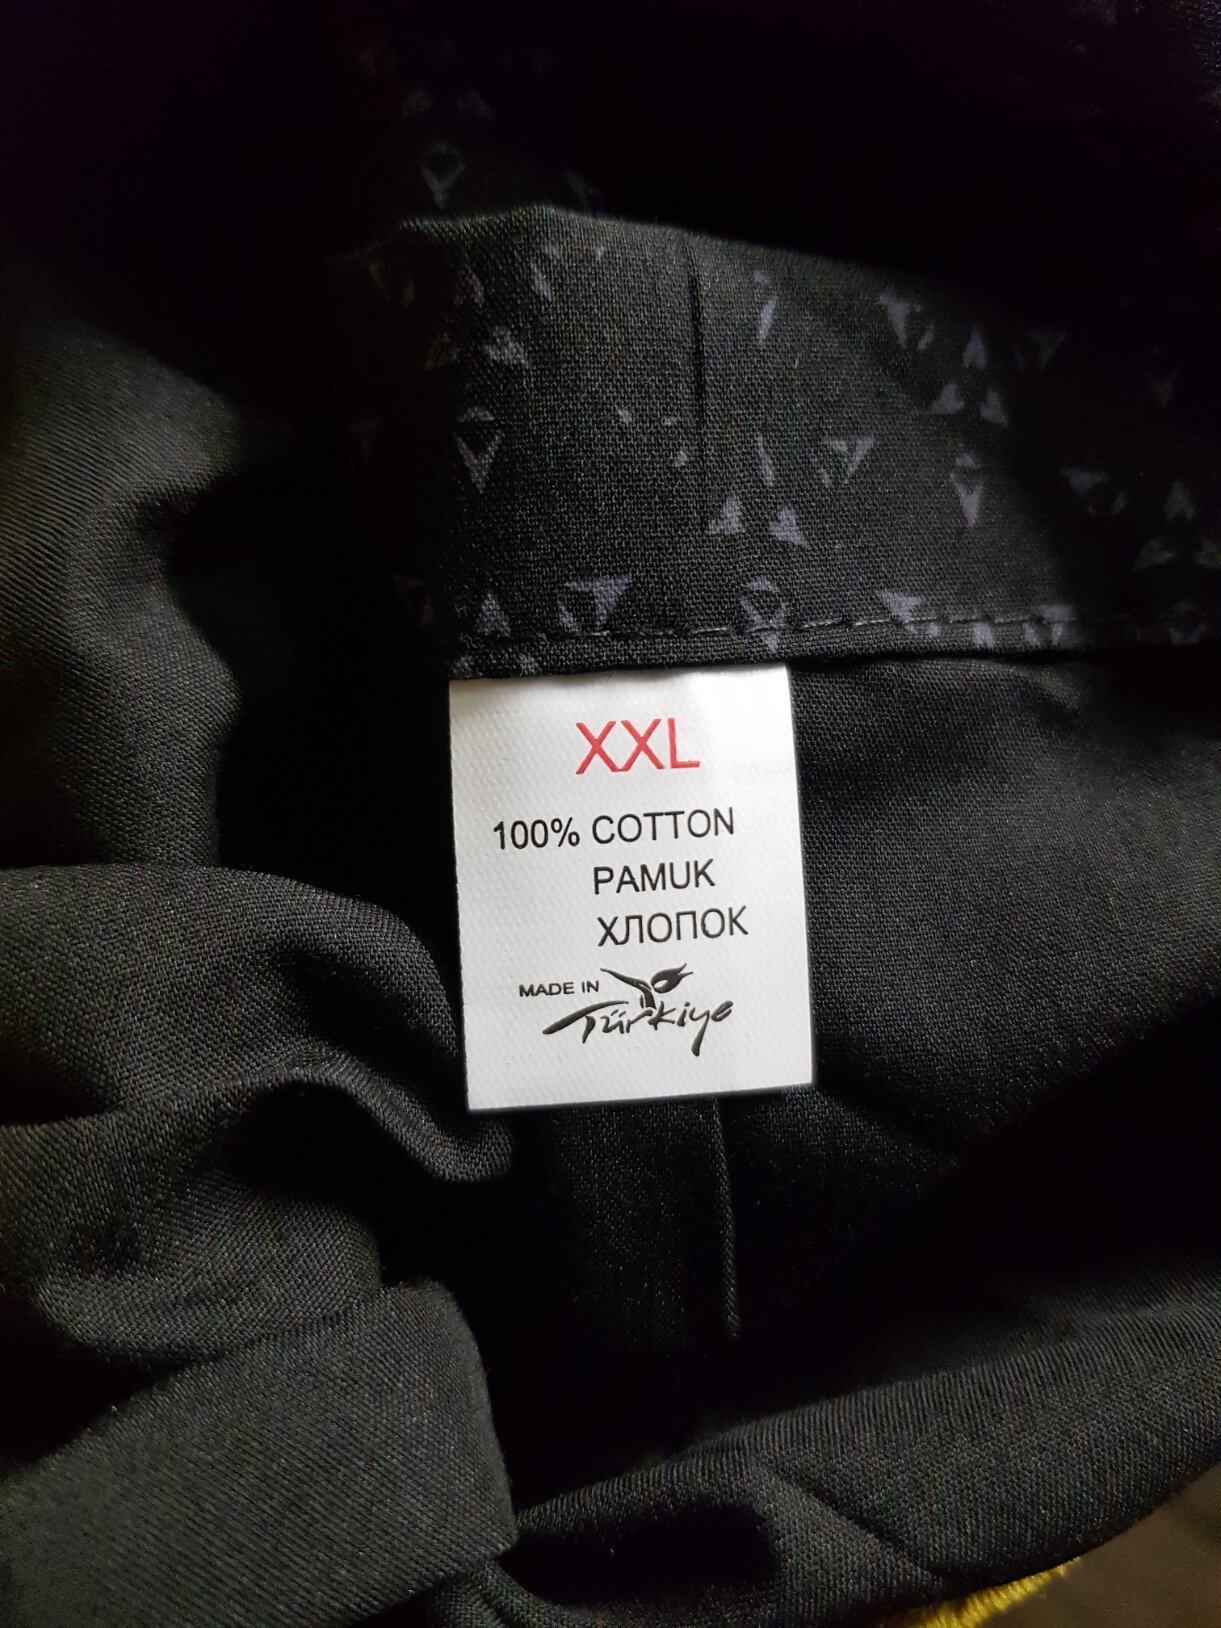 XXL
100% COTTON
PAMUK
ХЛОПОК
MADE IN
Türkiye